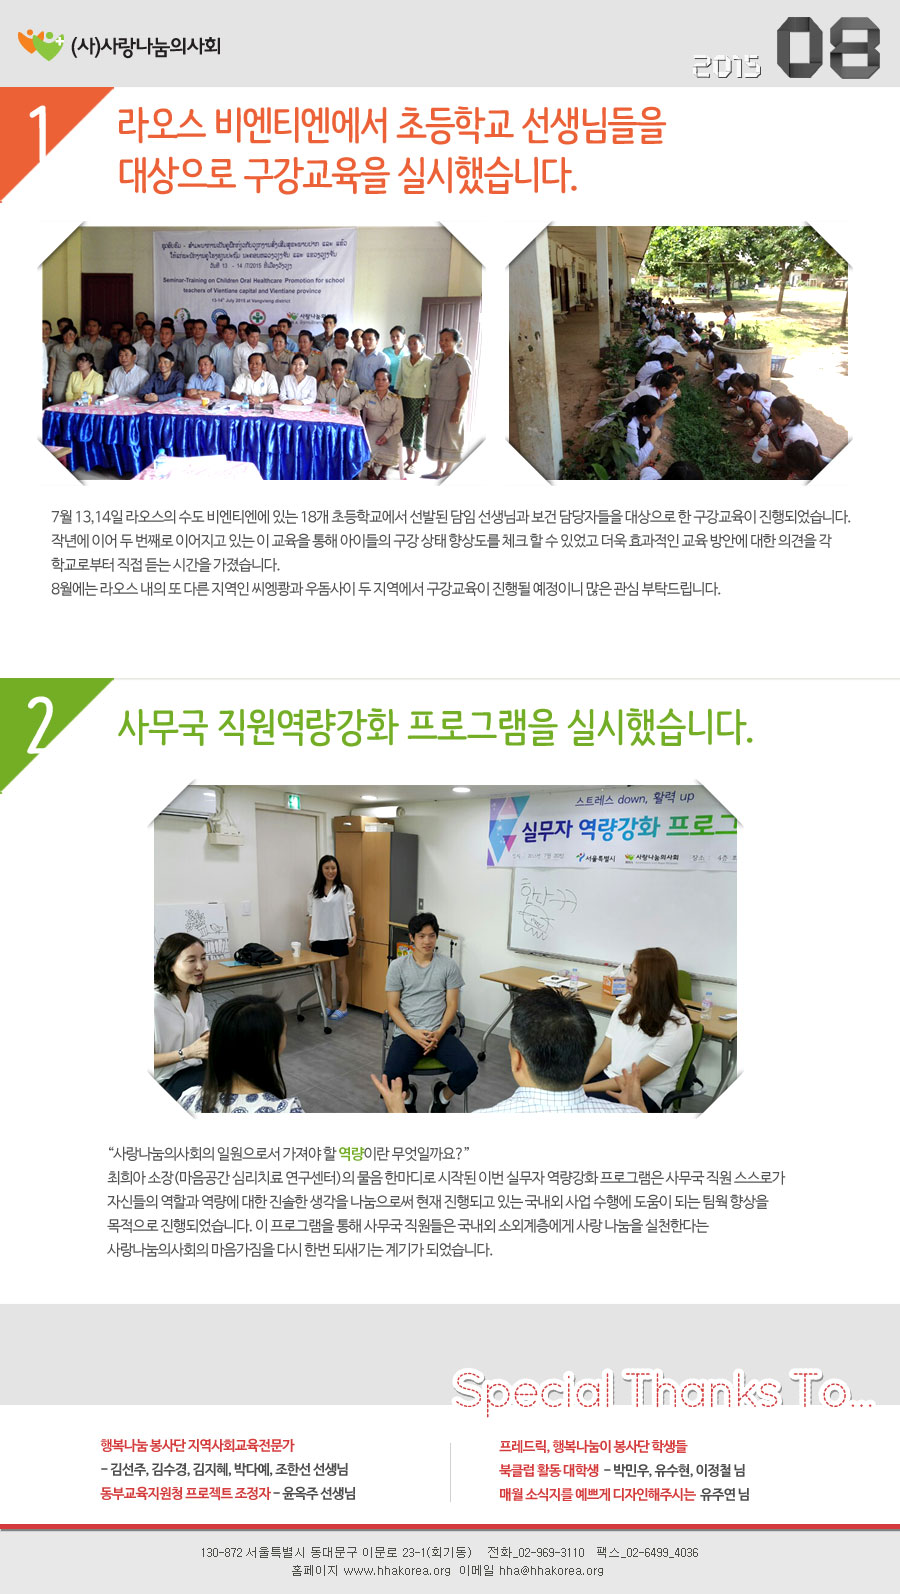 (사)사랑나눔의사회
2015 08
1
라오스 비엔티엔에서 초등학교 선생님들을
대상으로 구강교육을 실시했습니다.
Seminar-Training on Children Oral Healthcare Promotion for school
teachers of Vientiane capital and Vientiane province
13-14th July 2015 at Vangvieng district
7월 13,14일 라오스의 수도 비엔티엔에 있는 18개 초등학교에서 선발된 담임 선생님과 보건 담당자들을 대상으로 한 구강교육이 진행되었습니다.
작년에 이어 두 번째로 이어지고 있는 이 교육을 통해 아이들의 구강 상태 향상도를 체크 할 수 있었고 더욱 효과적인 교육 방안에 대한 의견을 각
학교로부터 직접 듣는 시간을 가졌습니다.
8월에는 라오스 내의 또 다른 지역인 씨엥쾅과 우돔사이 두 지역에서 구강교육이 진행될 예정이니 많은 관심 부탁드립니다.
2
사무국 직원역량강화 프로그램을 실시했습니다.
스트레스 down, 활력 up
실무자 역량강화 프로그
서울특별시 사랑나눔의사회
“사랑나눔의사회의 일원으로서 가져야 할 역량이란 무엇일까요?”
최희아 소장(마음공간 심리치료 연구센터)의 물음 한마디로 시작된 이번 실무자 역량강화 프로그램은 사무국 직원 스스로가
자신들의 역할과 역량에 대한 진솔한 생각을 나눔으로써 현재 진행되고 있는 국내외 사업 수행에 도움이 되는 팀웍 향상을
목적으로 진행되었습니다. 이 프로그램을 통해 사무국 직원들은 국내외 소외계층에게 사랑 나눔을 실천한다는
사랑나눔의사회의 마음가짐을 다시 한번 되새기는 계기가 되었습니다.
Special Thanks To...
행복나눔 봉사단 지역사회교육전문가
- 김선주, 김수경, 김지혜, 박다예, 조한선 선생님
동부교육지원청 프로젝트 조정자 - 윤옥주 선생님
프레드릭, 행복나눔이 봉사단 학생들
북클럽 활동 대학생 - 박민우, 유수현, 이정철 님
매월 소식지를 예쁘게 디자인해주시는 유주연 님
130-872 서울특별시 동대문구 이문로 23-1(회기동) 전화_02-969-3110 팩스_02-6499_4036
홈페이지 www.hhakorea.org 이메일 hha@hhakorea.org